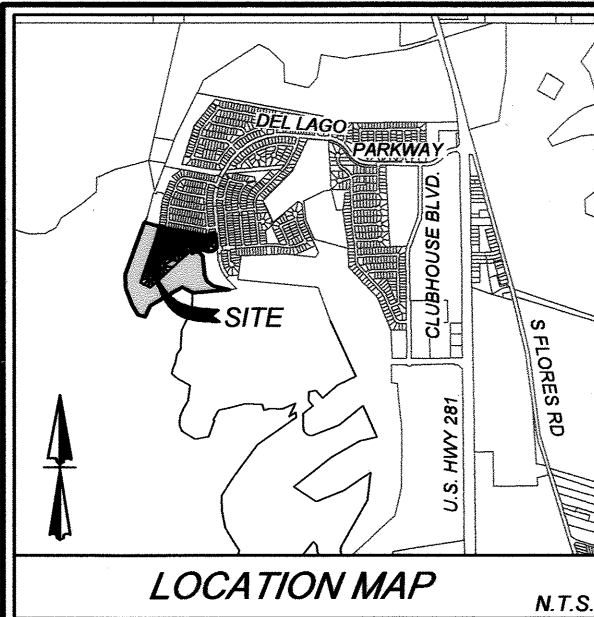 DEL LAGO
PARKWAY
CLUBHOUSE BLVD.
SITE
S FLORES RD
U.S. HWY 281
LOCATION MAP
N.T.S.